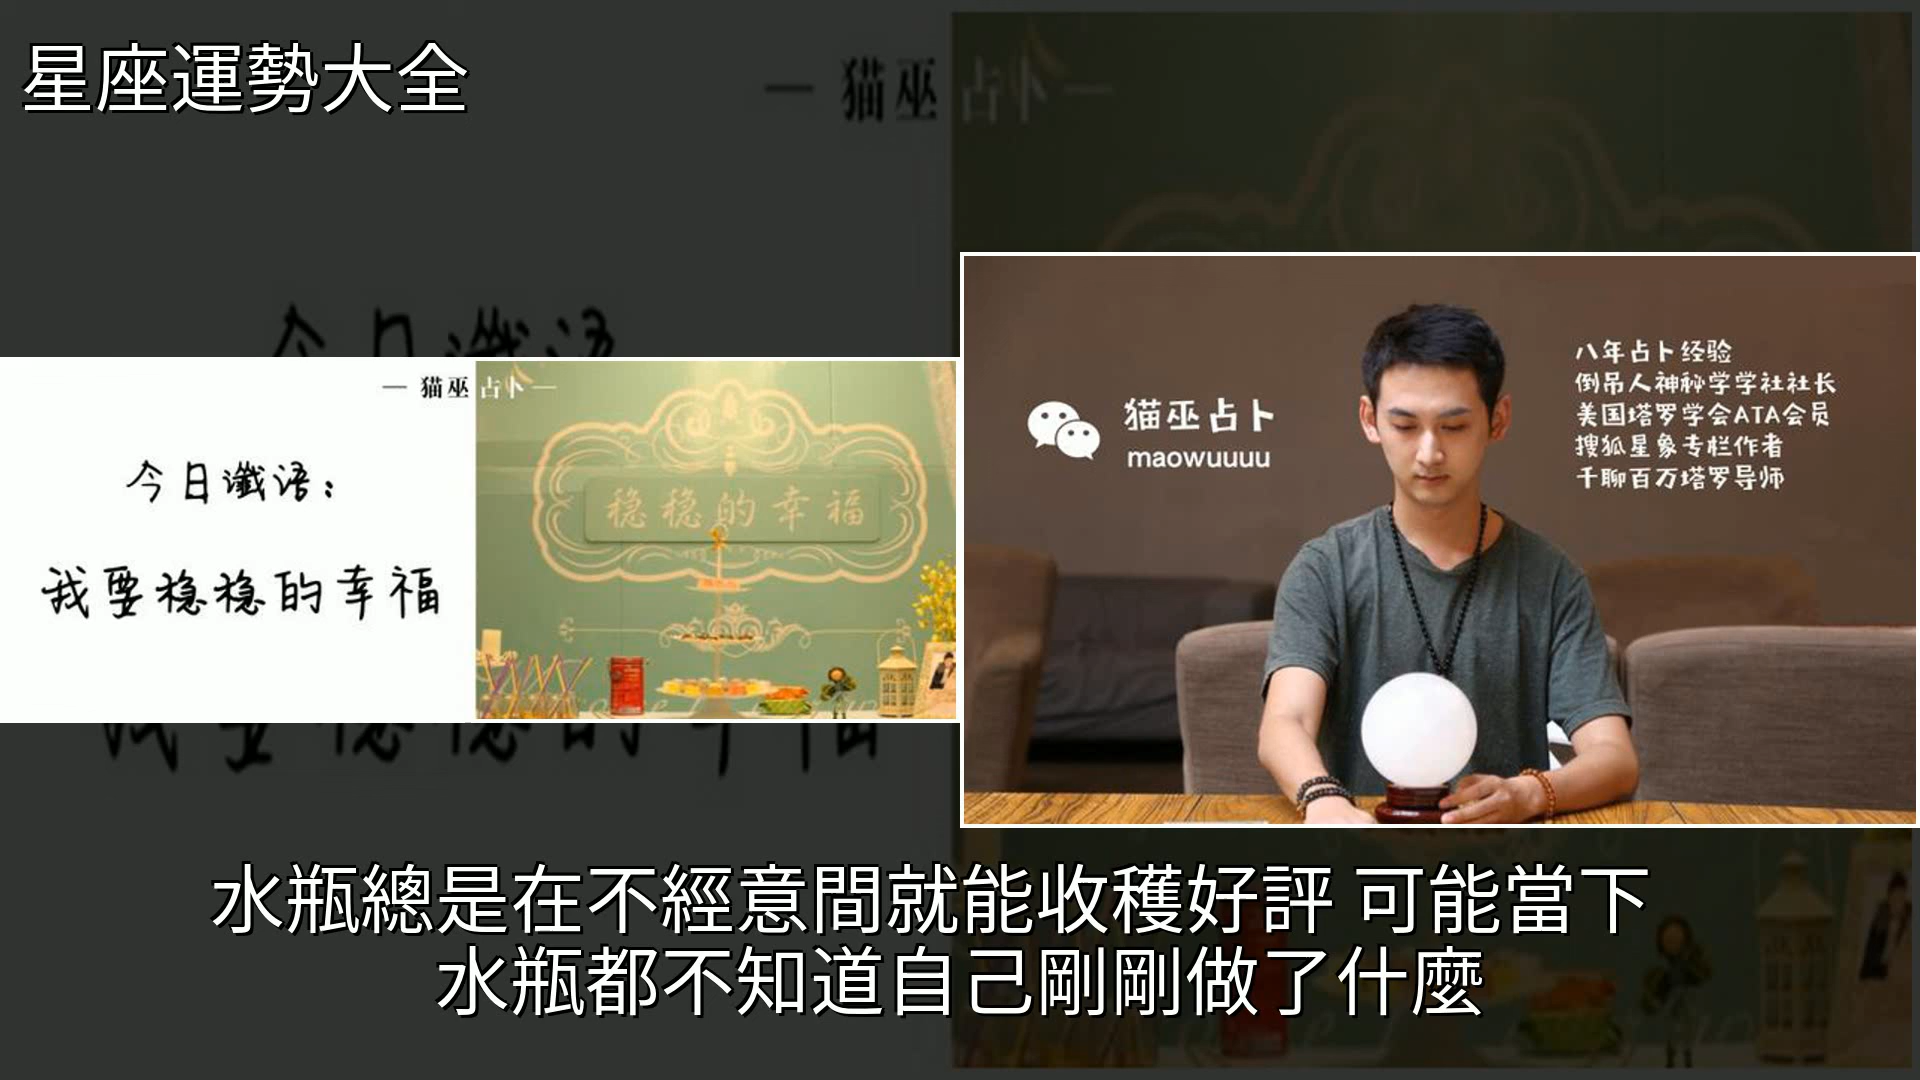 星座運勢大全
— 猫巫占卜 —
— 猫巫占卜 —
今日谶语：
我要稳稳的幸福
稳稳的幸福
猫巫占卜
maowuuuu
八年占卜经验
倒吊人神秘学学社社长
美国塔罗学会ATA会员
搜狐星象专栏作者
千聊百万塔罗导师
水瓶總是在不經意間就能收穫好評 可能當下
水瓶都不知道自己剛剛做了什麼